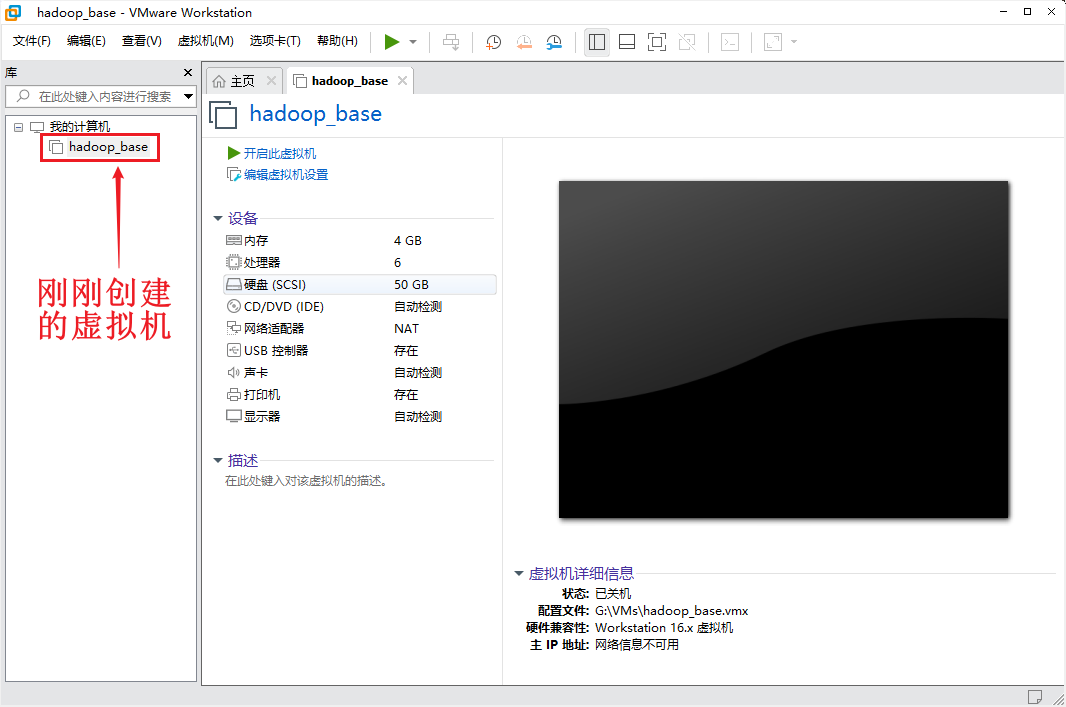 hadoop_base - VMware Workstation
文件(F) 编辑(E) 查看(V) 虚拟机(M) 选项卡(T) 帮助(H)
库
在此处键入内容进行搜索
我的计算机
hadoop_base
刚刚创建
的虚拟机
主页
hadoop_base
hadoop_base
开启此虚拟机
编辑虚拟机设置
设备
内存 4 GB
处理器 6
硬盘 (SCSI) 50 GB
CD/DVD (IDE) 自动检测
网络适配器 NAT
USB 控制器 存在
声卡 自动检测
打印机 存在
显示器 自动检测
描述
在此处键入对该虚拟机的描述。
虚拟机详细信息
状态: 已关机
配置文件: G:\VMs\hadoop_base.vmx
硬件兼容性: Workstation 16.x 虚拟机
主 IP 地址: 网络信息不可用